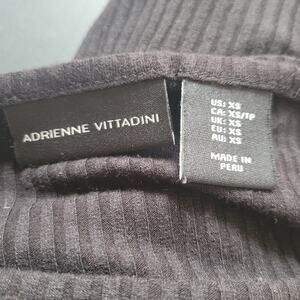 ADRIENNE VITTADINI
US: XS
CA: XS/TP
UK: XS
EU: XS
AU: XS
MADE IN
PERU